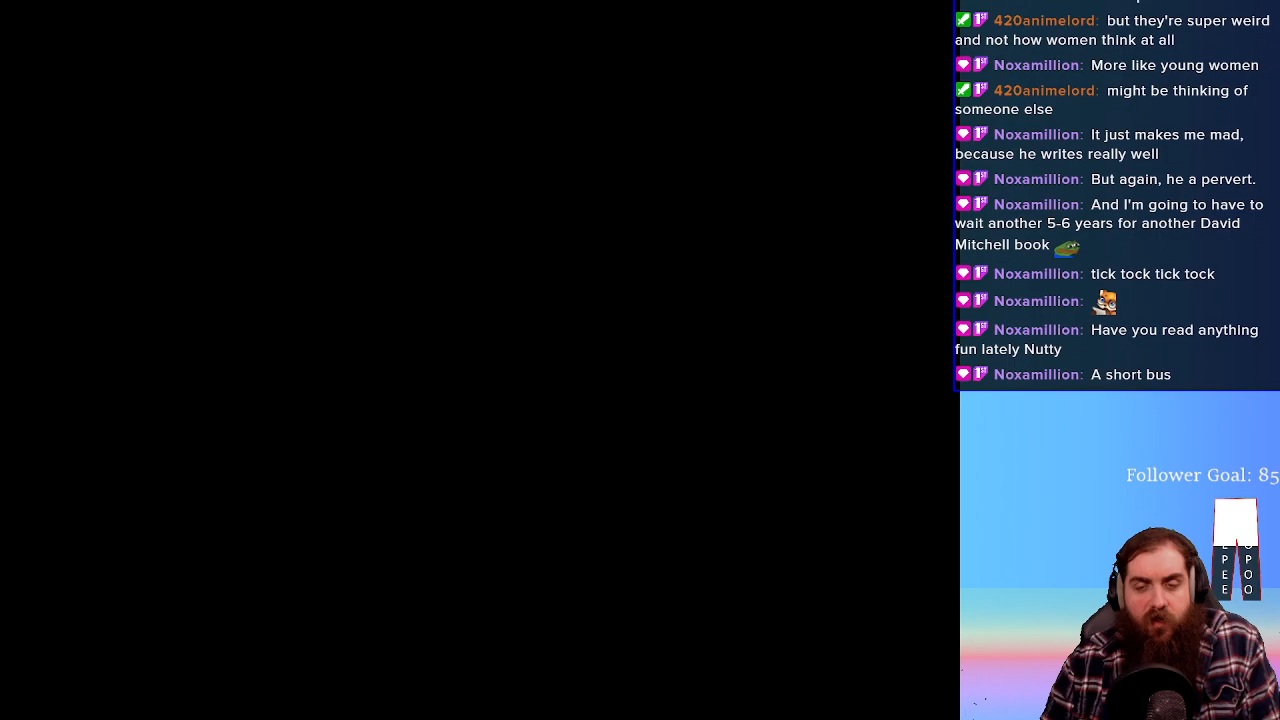 420animelord: but they're super weird
and not how women think at all
Noxamillion: More like young women
420animelord: might be thinking of
someone else
Noxamillion: It just makes me mad,
because he writes really well
Noxamillion: But again, he a pervert.
Noxamillion: And I'm going to have to
wait another 5-6 years for another David
Mitchell book
Noxamillion: tick tock tick tock
Noxamillion:
Noxamillion: Have you read anything
fun lately Nutty
Noxamillion: A short bus
Follower Goal: 85
P P
E O
E O